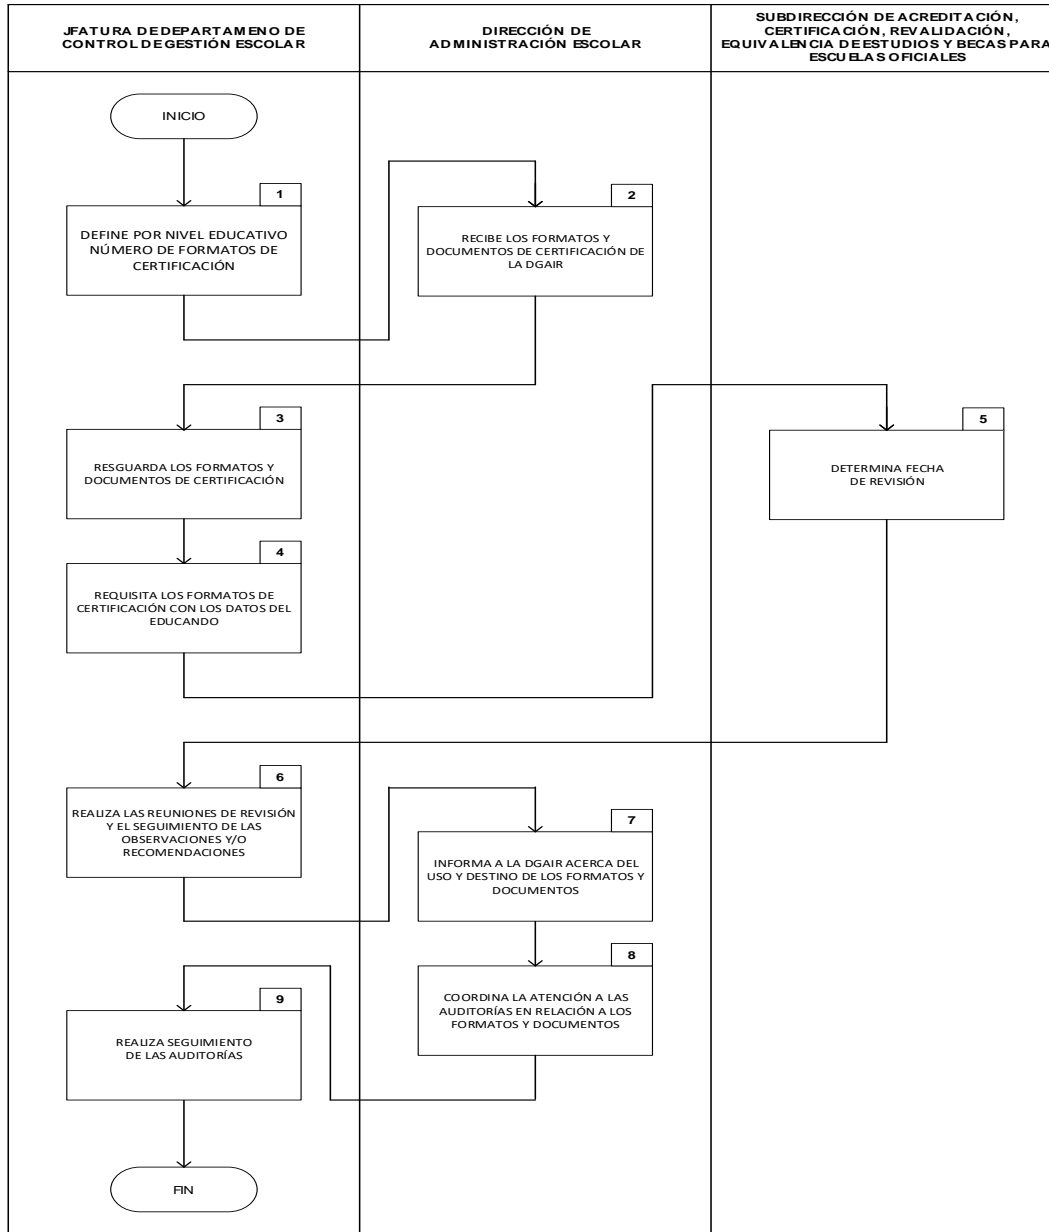 JFATURA DE DEPARTAMENO DE
CONTROL DE GESTIÓN ESCOLAR
DIRECCIÓN DE
ADMINISTRACIÓN ESCOLAR
SUBDIRECCIÓN DE ACREDITACIÓN,
CERTIFICACIÓN, REVALIDACIÓN,
EQUIVALENCIA DE ESTUDIOS Y BECAS PARA
ESCUELAS OFICIALES
INICIO
1
DEFINE POR NIVEL EDUCATIVO
NÚMERO DE FORMATOS DE
CERTIFICACIÓN
2
RECIBE LOS FORMATOS Y
DOCUMENTOS DE CERTIFICACIÓN DE
LA DGAIR
3
RESGUARDA LOS FORMATOS Y
DOCUMENTOS DE CERTIFICACIÓN
4
REQUISITA LOS FORMATOS DE
CERTIFICACIÓN CON LOS DATOS DEL
EDUCANDO
5
DETERMINA FECHA
DE REVISIÓN
6
REALIZA LAS REUNIONES DE REVISIÓN
Y EL SEGUIMIENTO DE LAS
OBSERVACIONES Y/O
RECOMENDACIONES
7
INFORMA A LA DGAIR ACERCA DEL
USO Y DESTINO DE LOS FORMATOS Y
DOCUMENTOS
8
COORDINA LA ATENCIÓN A LAS
AUDITORÍAS EN RELACIÓN A LOS
FORMATOS Y DOCUMENTOS
9
REALIZA SEGUIMIENTO
DE LAS AUDITORÍAS
FIN